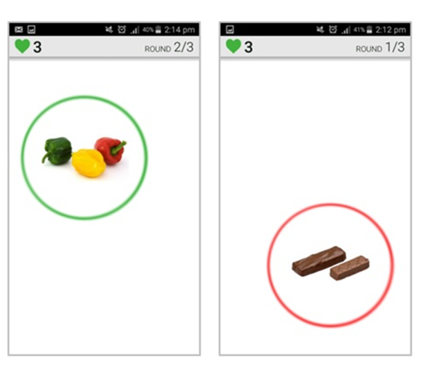 40% 2:14 pm
3 ROUND 2/3
41% 2:12 pm
3 ROUND 1/3